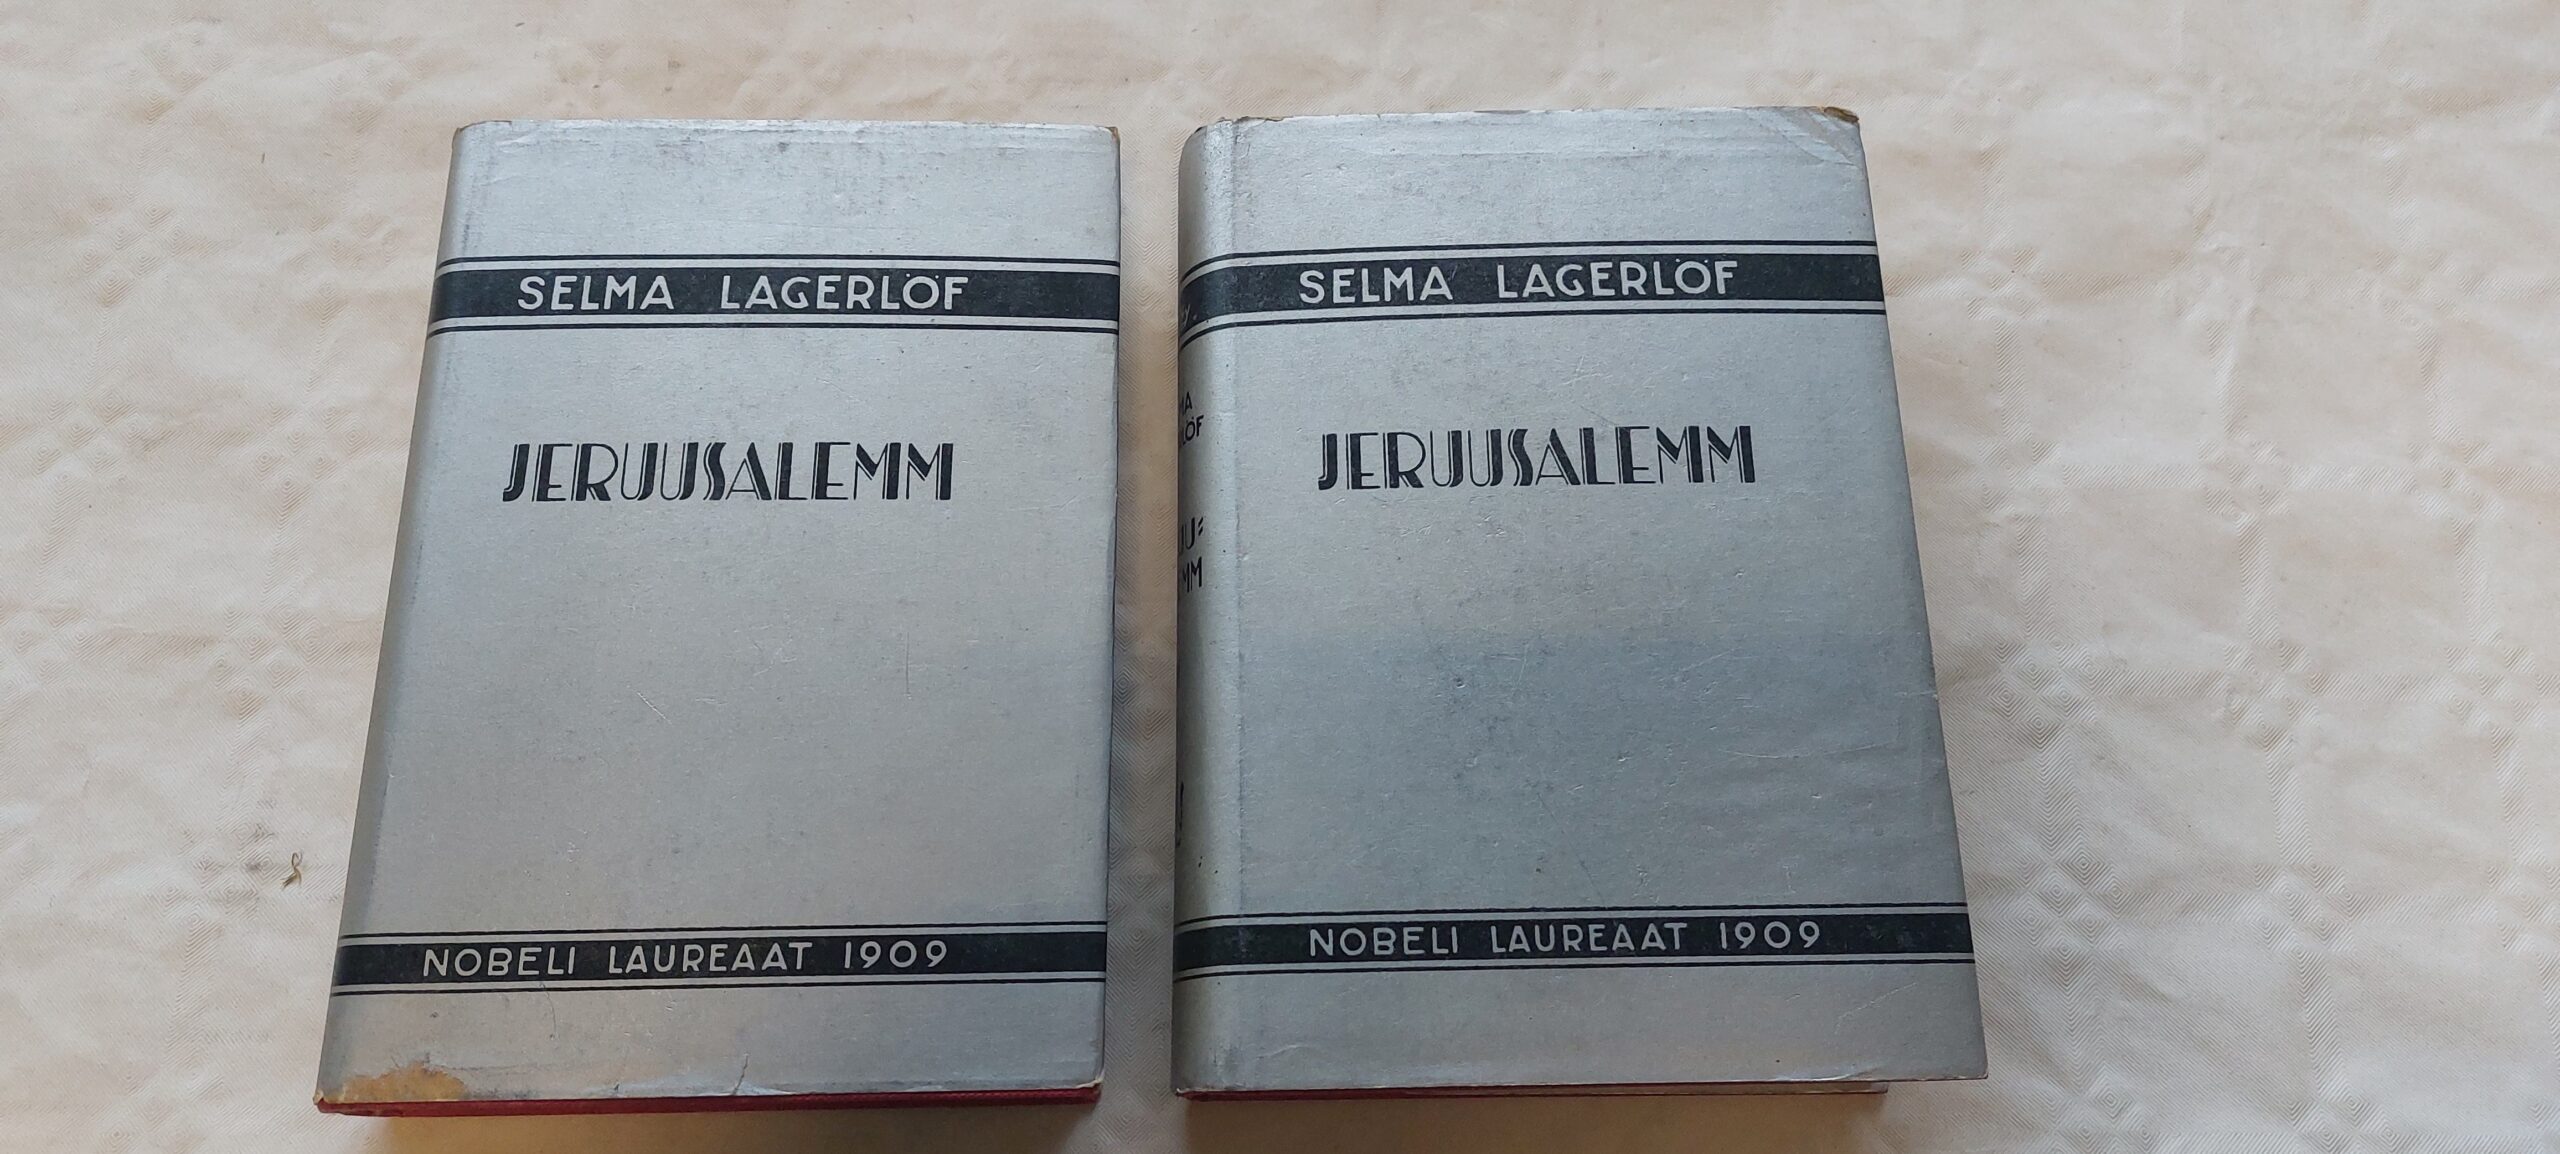 SELMA LAGERLÖF
JERUUSALEMM
NOBELI LAUREAAT 1909
SELMA LAGERLÖF
JERUUSALEMM
NOBELI LAUREAAT 1909